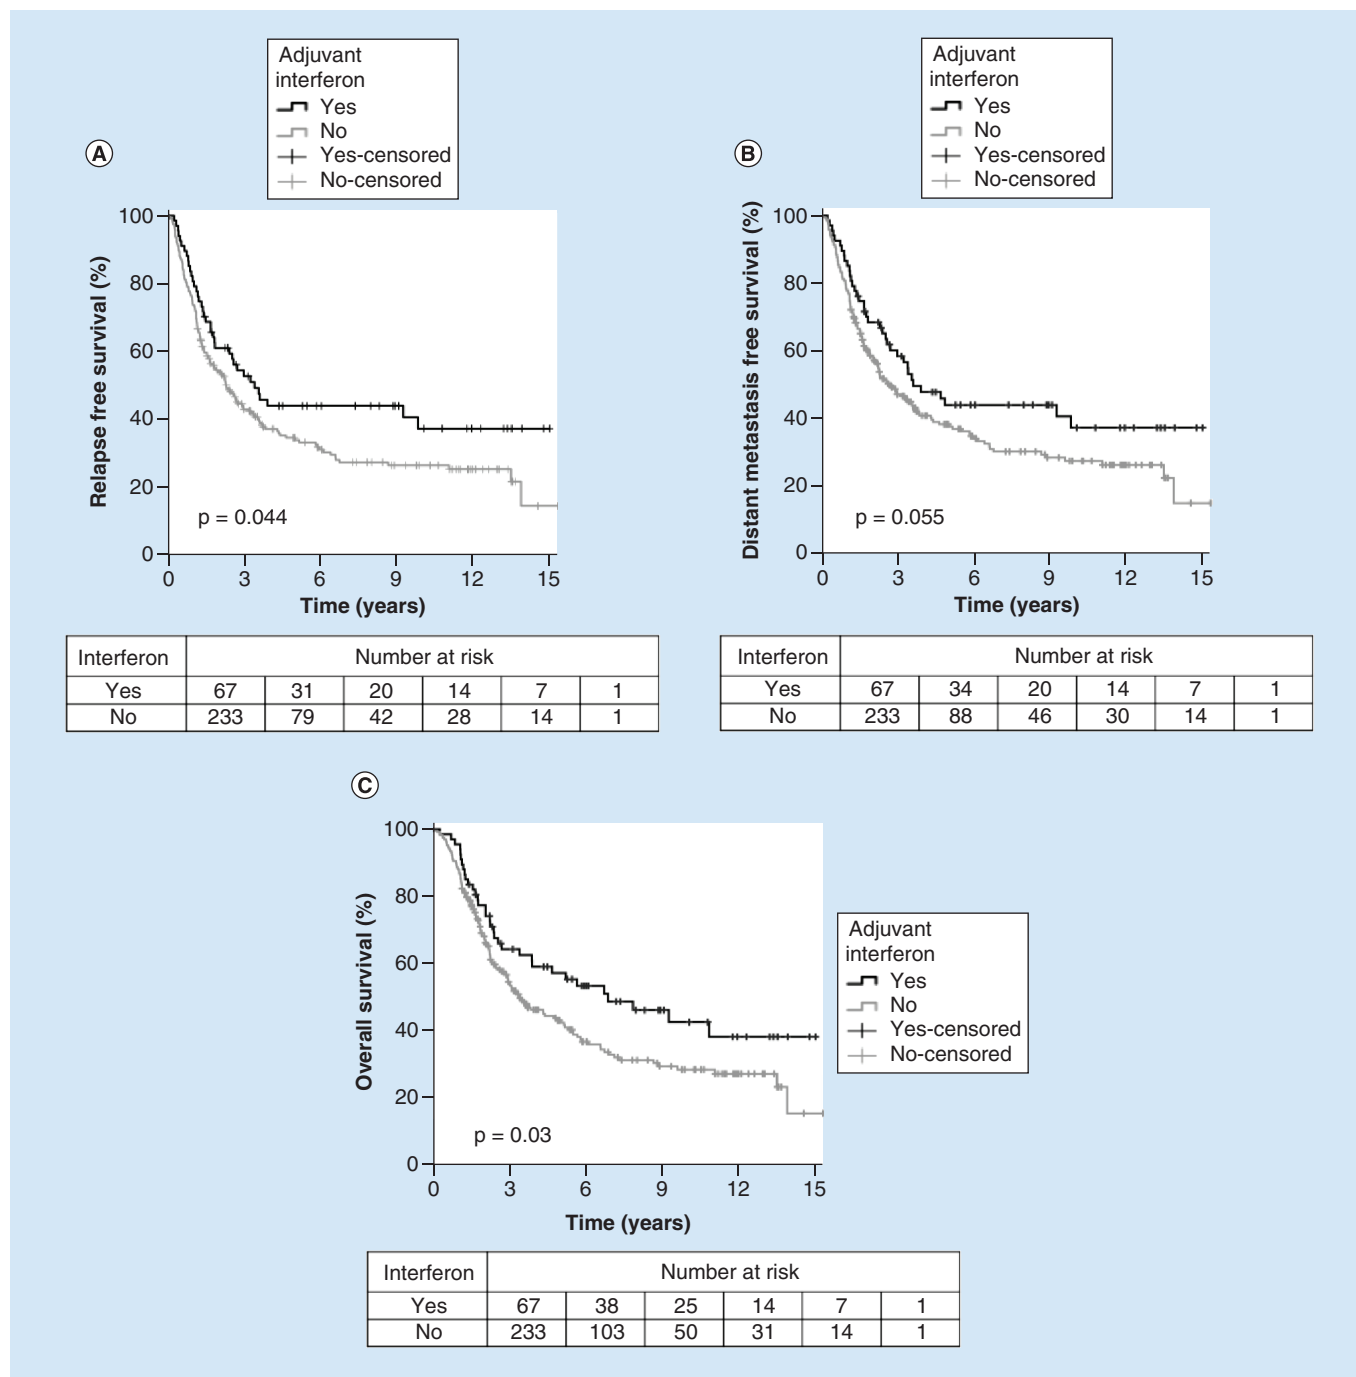 A
Adjuvant
interferon
Yes
No
Yes-censored
No-censored
Relapse free survival (%)
100
80
60
40
20
0
p = 0.044
0 3 6 9 12 15
Time (years)
Interferon Number at risk
Yes 67 31 20 14 7 1
No 233 79 42 28 14 1
B
Adjuvant
interferon
Yes
No
Yes-censored
No-censored
Distant metastasis free survival (%)
100
80
60
40
20
0
p = 0.055
0 3 6 9 12 15
Time (years)
Interferon Number at risk
Yes 67 34 20 14 7 1
No 233 88 46 30 14 1
C
Overall survival (%)
100
80
60
40
20
0
p = 0.03
0 3 6 9 12 15
Time (years)
Adjuvant
interferon
Yes
No
Yes-censored
No-censored
Interferon Number at risk
Yes 67 38 25 14 7 1
No 233 103 50 31 14 1